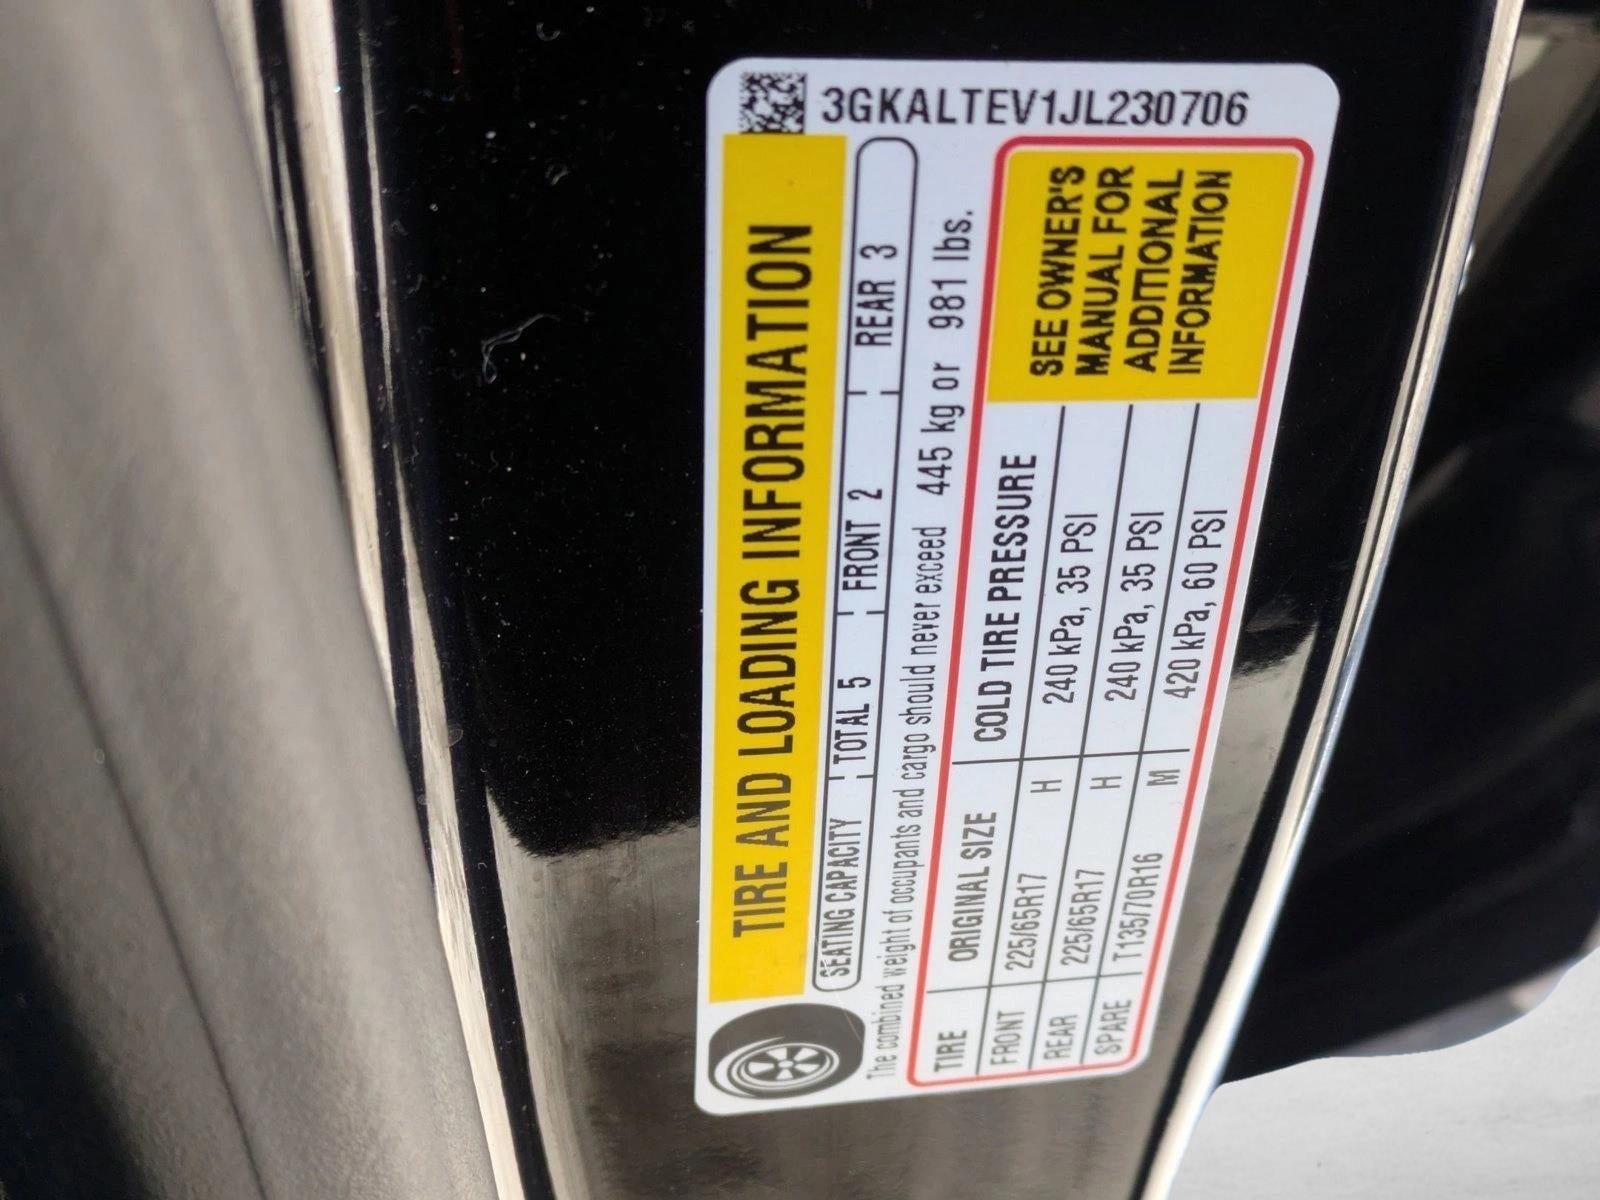 3GKALTEV1JL230706
TIRE AND LOADING INFORMATION
SEATING CAPACITY TOTAL 5 FRONT 2 REAR 3
The combined weight of occupants and cargo should never exceed 445 kg or 981 lbs.
TIRE ORIGINAL SIZE COLD TIRE PRESSURE
FRONT 225/65R17 H 240 kPa, 35 PSI
REAR 225/65R17 H 240 kPa, 35 PSI
SPARE T135/70R16 M 420 kPa, 60 PSI
SEE OWNER'S
MANUAL FOR
ADDITIONAL
INFORMATION